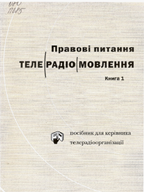 Правові питання
ТЕЛЕ/РАДІО/МОВЛЕННЯ
Книга 1
посібник для керівника
телерадіоорганізації